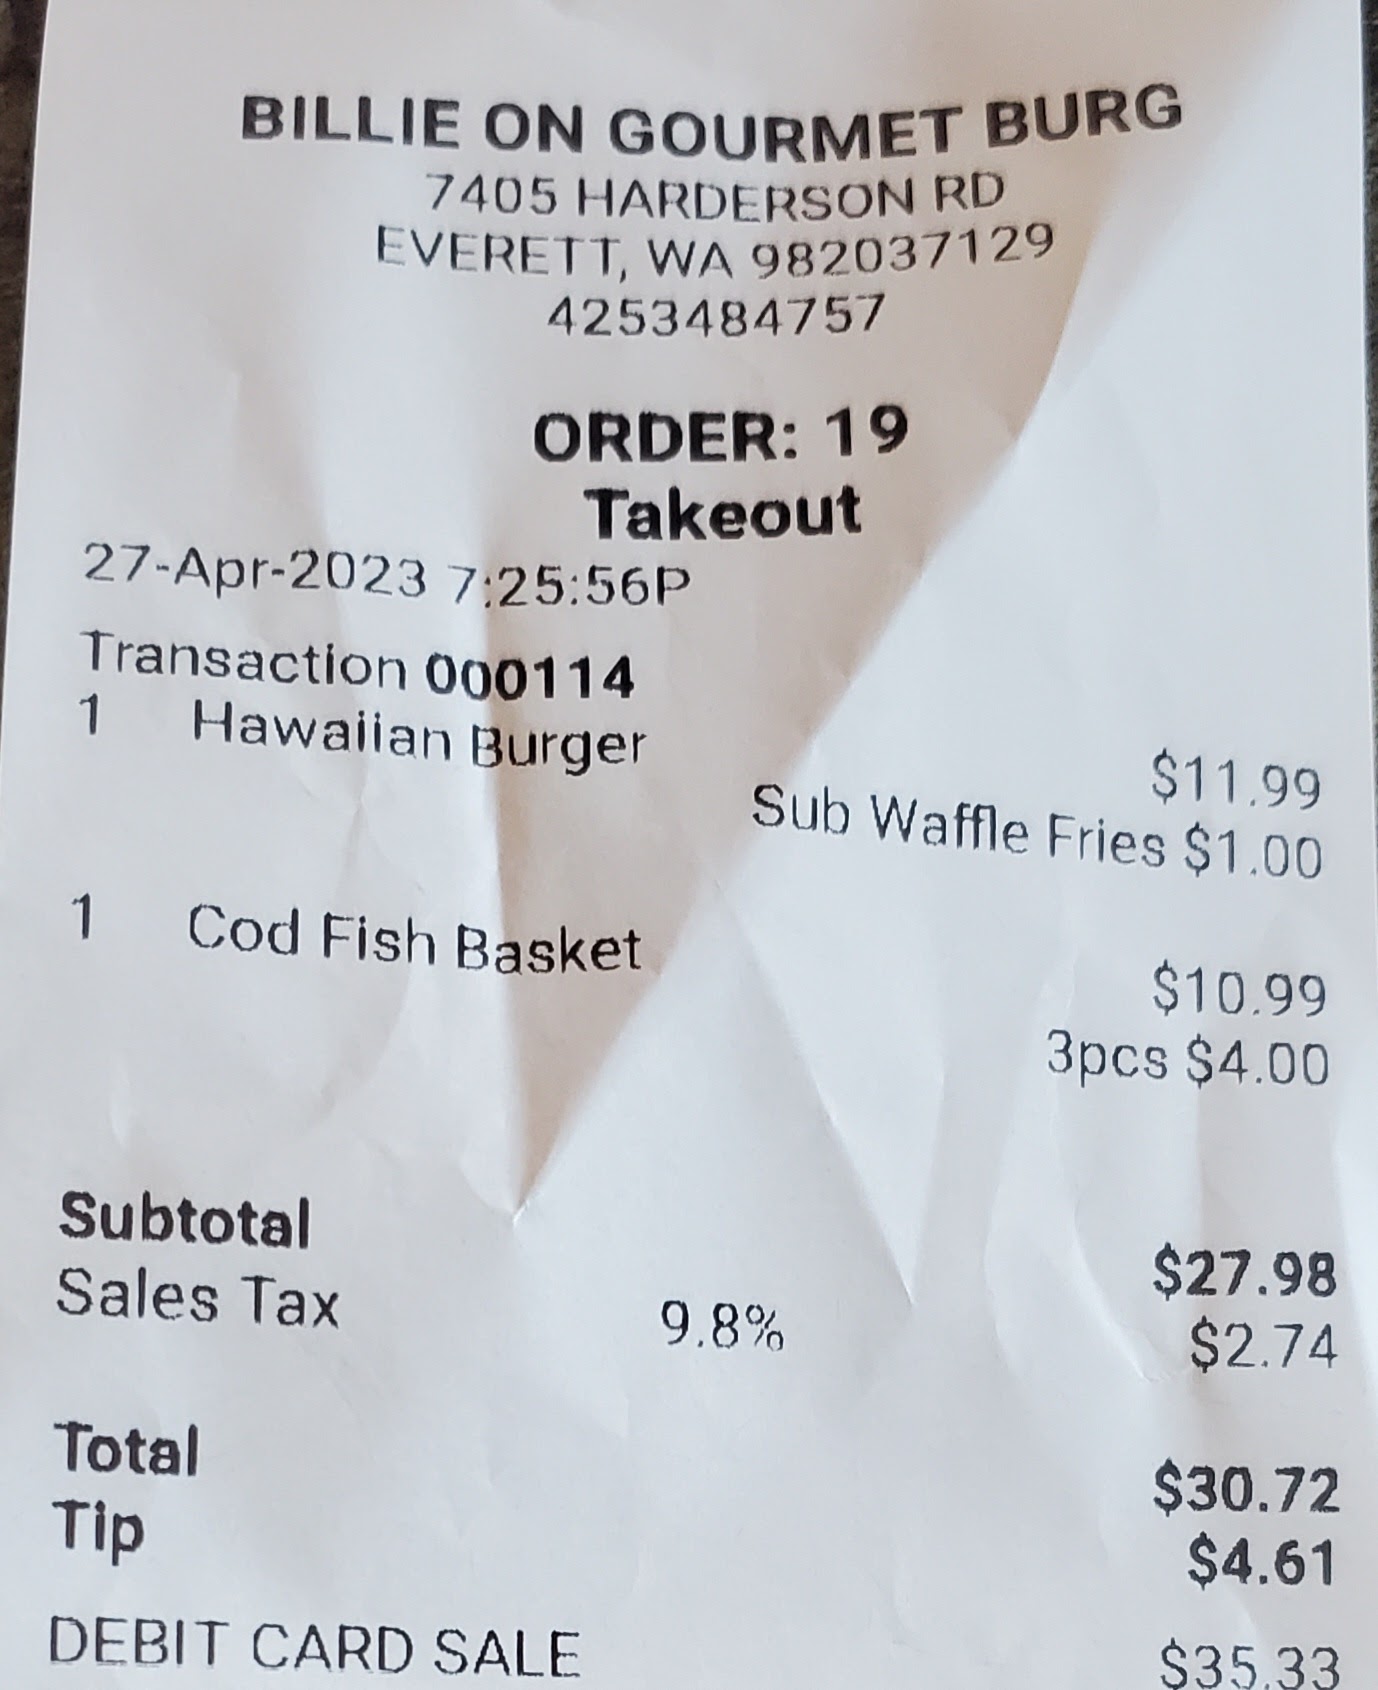 BILLIE ON GOURMET BURG
7405 HARDERSON RD
EVERETT, WA 982037129
4253484757
ORDER: 19
Takeout
27-Apr-2023 7:25:56P
Transaction 000114
1 Hawaiian Burger
$11.99
Sub Waffle Fries $1.00
1 Cod Fish Basket
$10.99
3pcs $4.00
Subtotal $27.98
Sales Tax 9.8% $2.74
Total $30.72
Tip $4.61
DEBIT CARD SALE $35.33